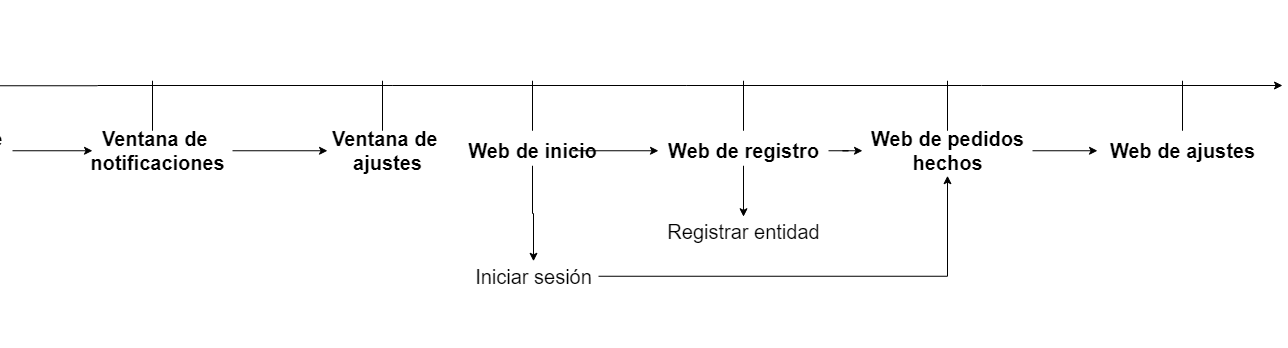 Ventana de
notificaciones
Ventana de
ajustes
Web de inicio
Web de registro
Web de pedidos
hechos
Web de ajustes
Registrar entidad
Iniciar sesión